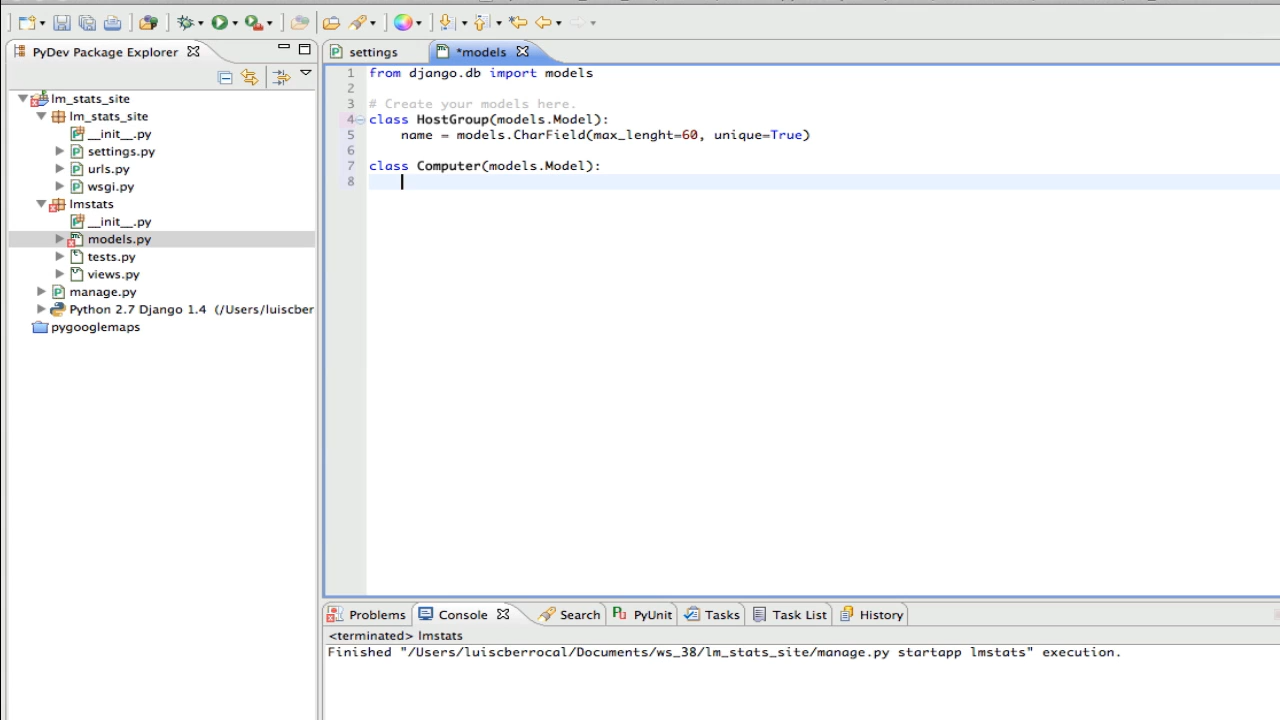 PyDev Package Explorer
settings
*models
lm_stats_site
lm_stats_site
__init__.py
settings.py
urls.py
wsgi.py
lmstats
__init__.py
models.py
tests.py
views.py
manage.py
Python 2.7 Django 1.4 (/Users/luiscber
pygooglemaps
1 from django.db import models
2
3 # Create your models here.
4 class HostGroup(models.Model):
5 name = models.CharField(max_lenght=60, unique=True)
6
7 class Computer(models.Model):
8
Problems Console Search PyUnit Tasks Task List History
<terminated> lmstats
Finished "/Users/luiscberrocal/Documents/ws_38/lm_stats_site/manage.py startapp lmstats" execution.